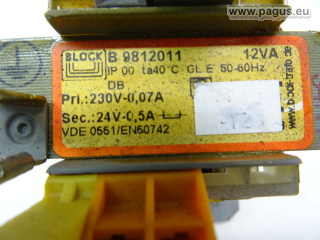 www.pagus.eu
BLOCK B 9812011 12VA
IP 00 ta40°C CL E 50-60Hz
DB
Pri.: 230V-0,07A
Sec.: 24V-0,5A
VDE 0551/EN60742
www.block-trafo.de